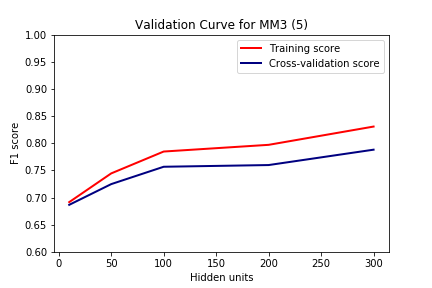 Validation Curve for MM3 (5)
1.00
0.95
0.90
0.85
0.80
0.75
0.70
0.65
0.60
F1 score
Training score
Cross-validation score
0 50 100 150 200 250 300
Hidden units